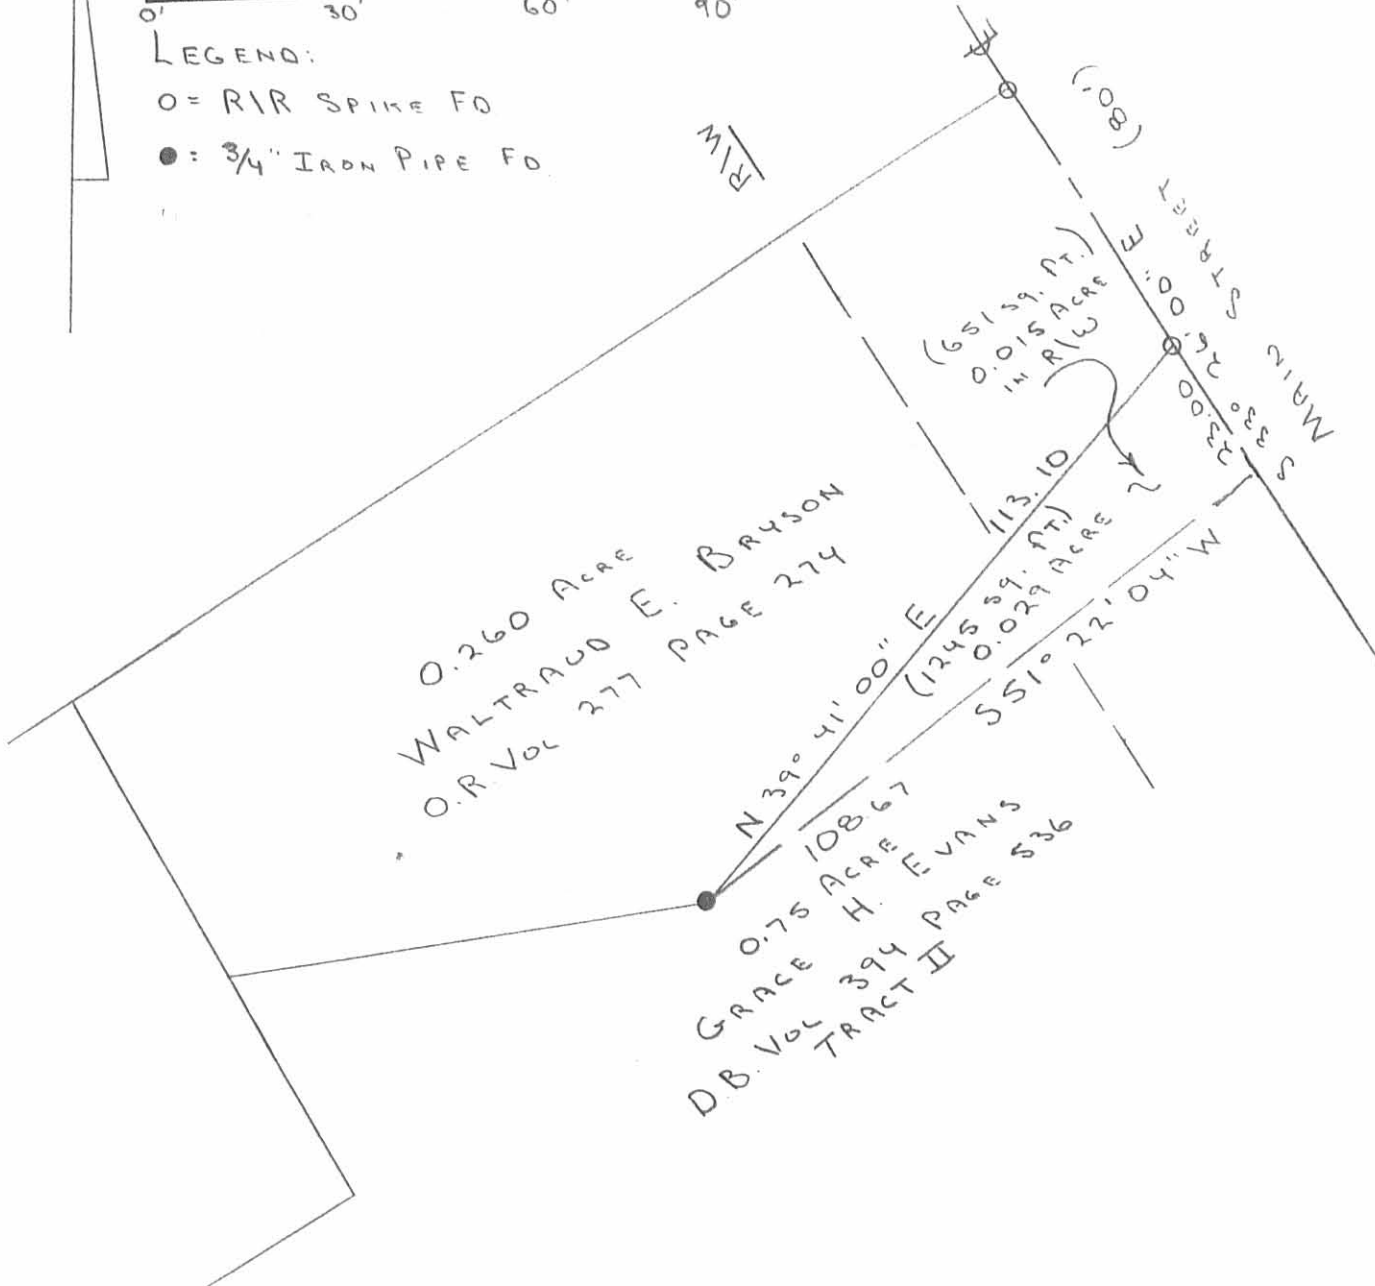 0' 30' 60' 90
LEGEND:
O = R\R SPIKE FD
●: 3/4" IRON PIPE FD
R/W
℄
MAIN STREET (80')
S 33° 26' 00" E
23.00
(651 sq. ft.)
0.015 ACRE
IN R/W
N 39° 41' 00" E 113.10
(1245 sq. ft.)
0.029 ACRE
S 51° 22' 04" W
108.67
0.260 ACRE
WALTRAUD E. BRYSON
O.R. VOL 277 PAGE 274
0.75 ACRE
GRACE H. EVANS
D.B. VOL 394 PAGE 536
TRACT II